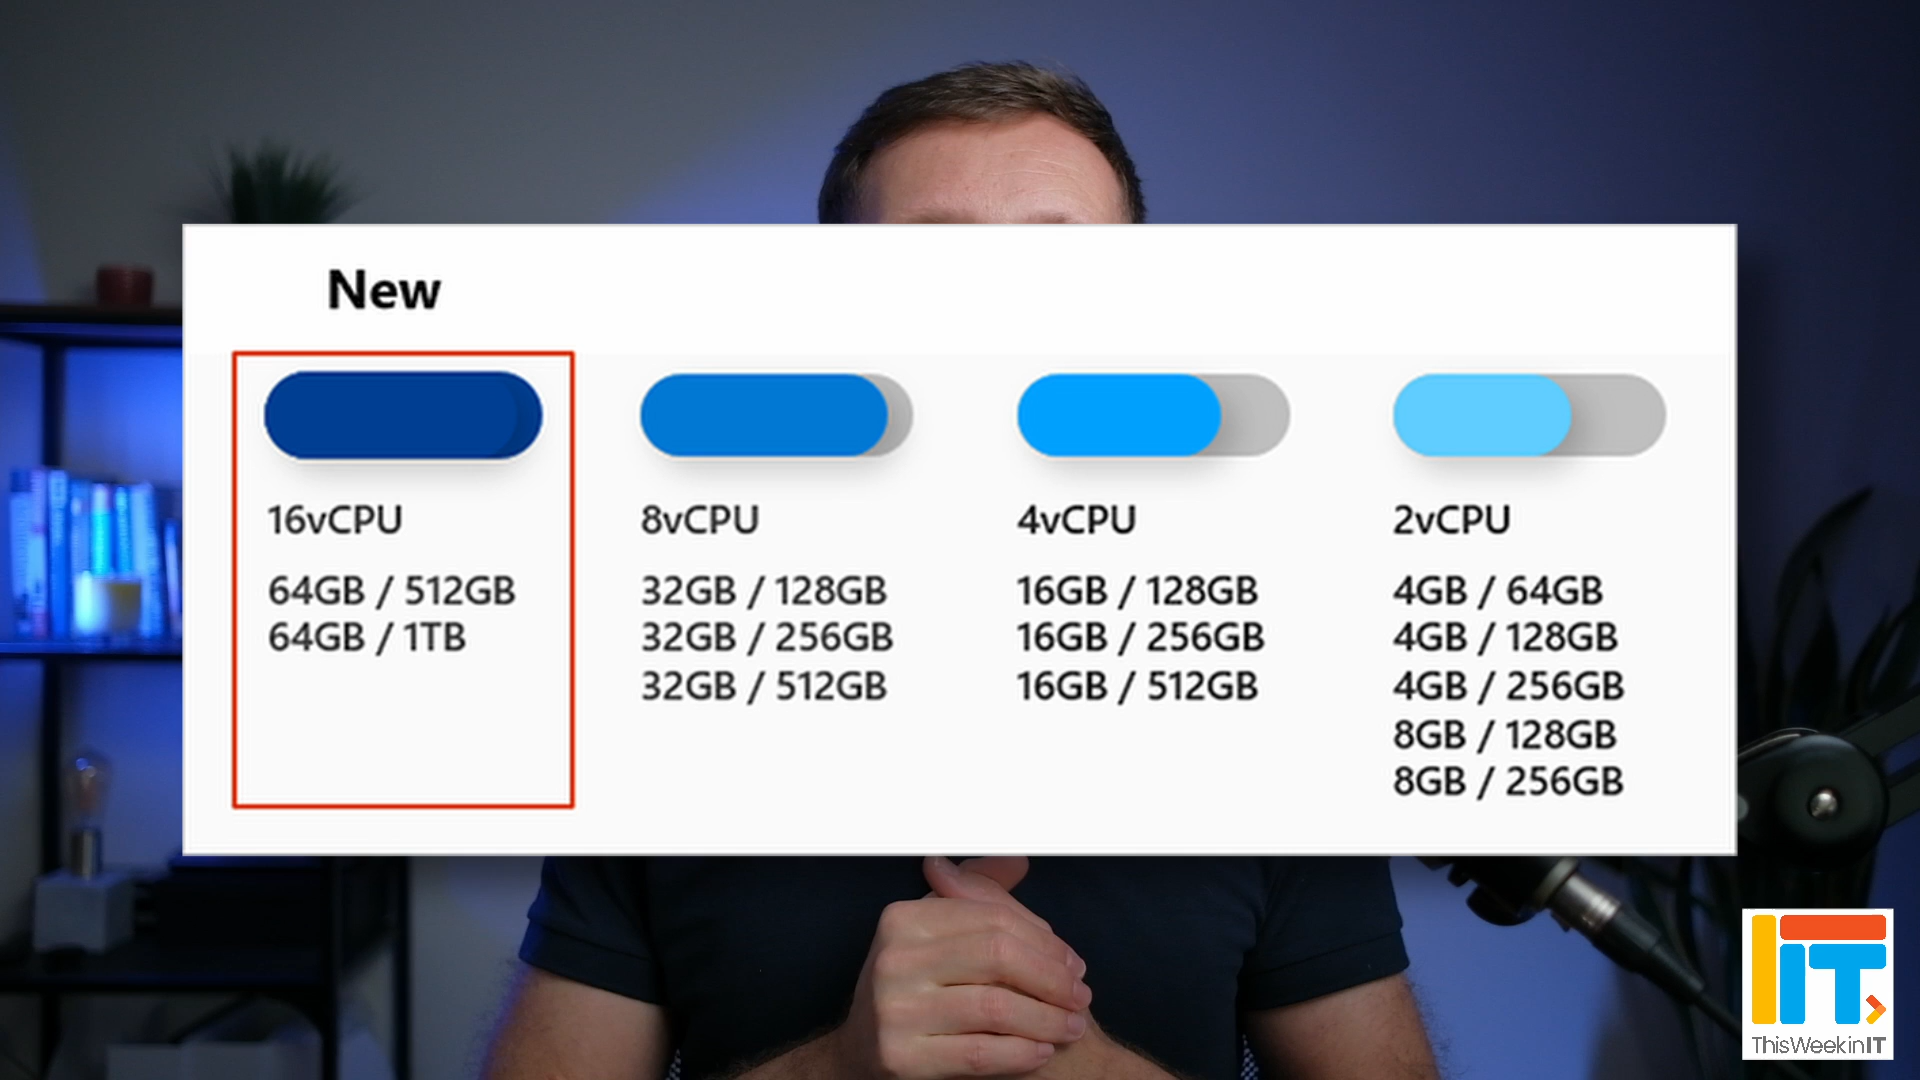 New
16vCPU
64GB / 512GB
64GB / 1TB
8vCPU
32GB / 128GB
32GB / 256GB
32GB / 512GB
4vCPU
16GB / 128GB
16GB / 256GB
16GB / 512GB
2vCPU
4GB / 64GB
4GB / 128GB
4GB / 256GB
8GB / 128GB
8GB / 256GB
IIT
ThisWeekinIT